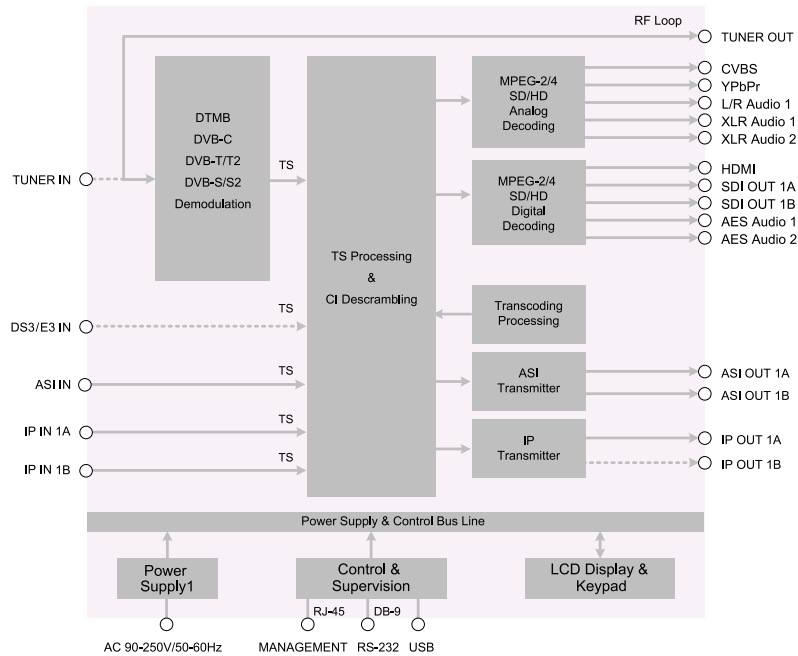 RF Loop
TUNER OUT
DTMB
DVB-C
DVB-T/T2
DVB-S/S2
Demodulation
TUNER IN
TS
DS3/E3 IN
TS
ASI IN
TS
IP IN 1A
TS
IP IN 1B
TS
TS Processing
&
CI Descrambling
MPEG-2/4
SD/HD
Analog
Decoding
CVBS
YPbPr
L/R Audio 1
XLR Audio 1
XLR Audio 2
MPEG-2/4
SD/HD
Digital
Decoding
HDMI
SDI OUT 1A
SDI OUT 1B
AES Audio 1
AES Audio 2
Transcoding
Processing
ASI
Transmitter
ASI OUT 1A
ASI OUT 1B
IP
Transmitter
IP OUT 1A
IP OUT 1B
Power Supply & Control Bus Line
Power
Supply1
Control &
Supervision
LCD Display &
Keypad
RJ-45
DB-9
AC 90-250V/50-60Hz
MANAGEMENT
RS-232
USB